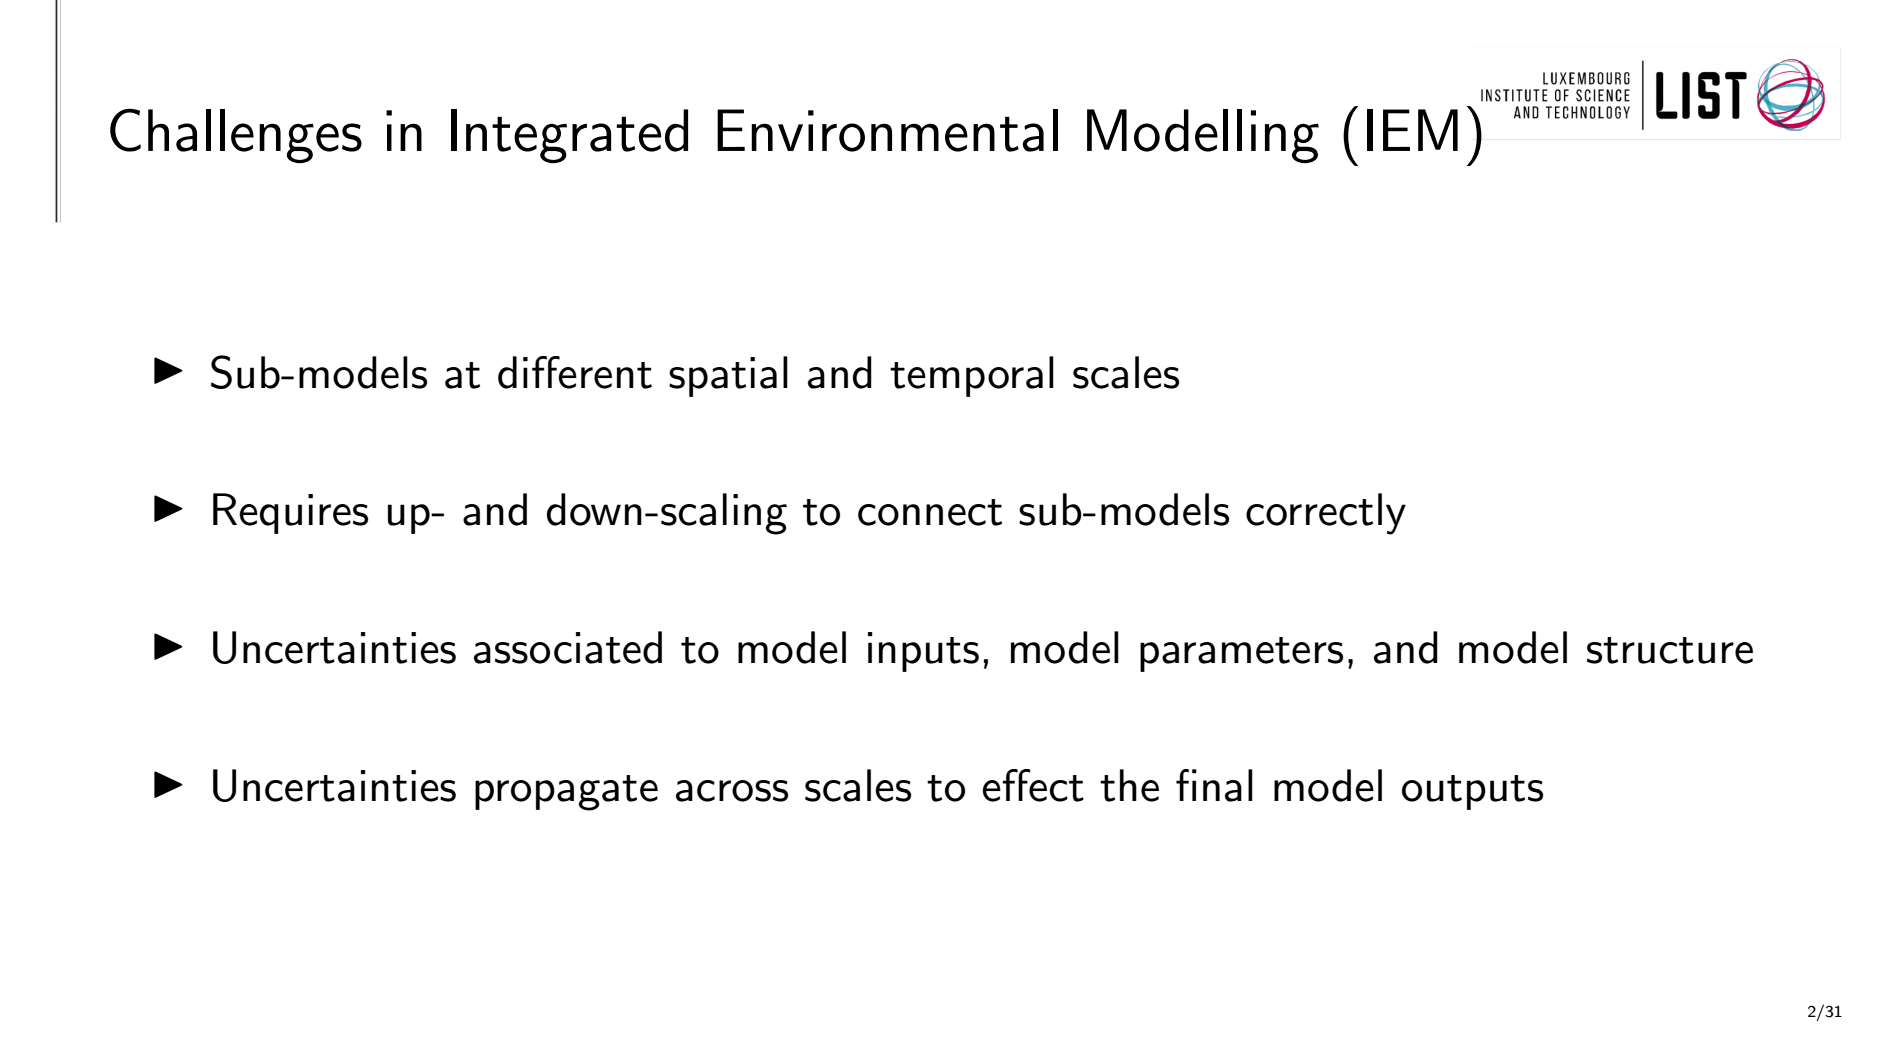 Challenges in Integrated Environmental Modelling (IEM)
LUXEMBOURG
INSTITUTE OF SCIENCE
AND TECHNOLOGY
LIST
▶ Sub-models at different spatial and temporal scales
▶ Requires up- and down-scaling to connect sub-models correctly
▶ Uncertainties associated to model inputs, model parameters, and model structure
▶ Uncertainties propagate across scales to effect the final model outputs
2/31